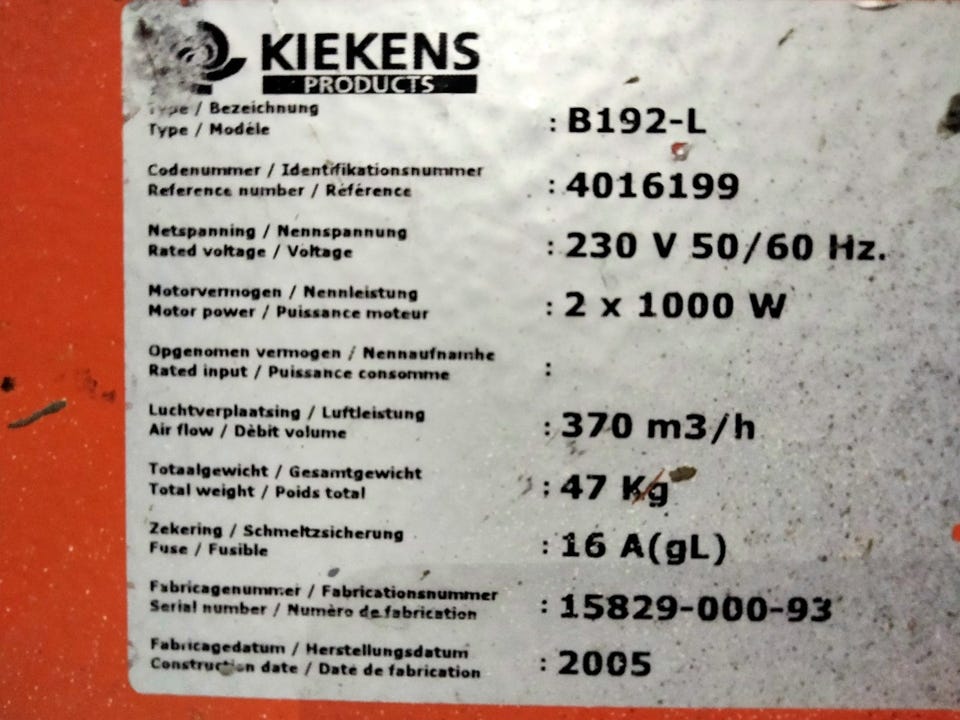 KIEKENS
PRODUCTS
Type / Bezeichnung
Type / Modèle : B192-L
Codenummer / Identifikationsnummer
Reference number / Référence : 4016199
Netspanning / Nennspannung
Rated voltage / Voltage : 230 V 50/60 Hz.
Motorvermogen / Nennleistung
Motor power / Puissance moteur : 2 x 1000 W
Opgenomen vermogen / Nennaufnamhe
Rated input / Puissance consomme :
Luchtverplaatsing / Luftleistung
Air flow / Dèbit volume : 370 m3/h
Totaalgewicht / Gesamtgewicht
Total weight / Poids total : 47 Kg
Zekering / Schmeltzsicherung
Fuse / Fusible : 16 A(gL)
Fabricagenummer / Fabricationsnummer
Serial number / Numèro de fabrication : 15829-000-93
Fabricagedatum / Herstellungsdatum
Construction date / Date de fabrication : 2005